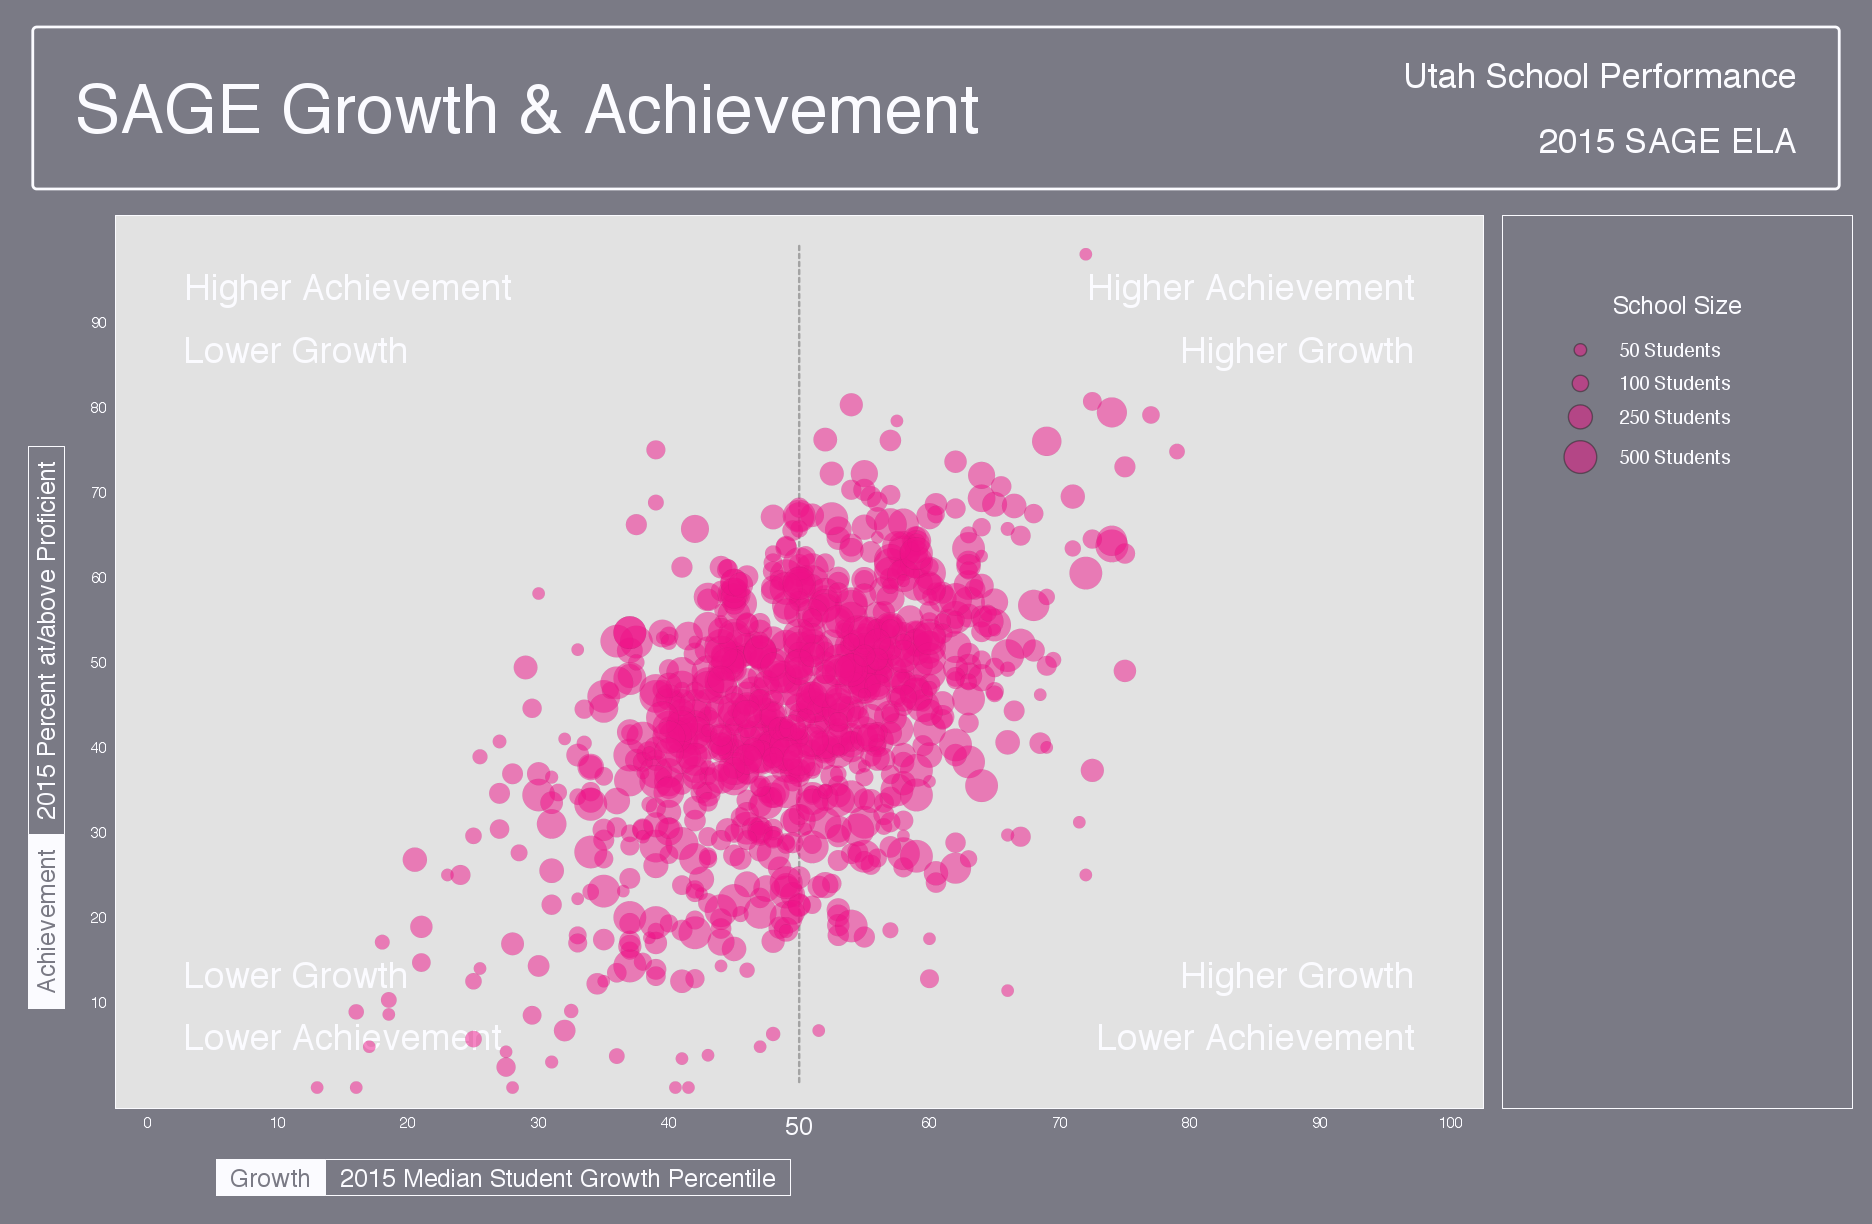 SAGE Growth & Achievement
Utah School Performance
2015 SAGE ELA
Higher Achievement
Lower Growth
Higher Achievement
Higher Growth
Lower Growth
Lower Achievement
Higher Growth
Lower Achievement
90
80
70
60
50
40
30
20
10
Achievement
2015 Percent at/above Proficient
0
10
20
30
40
50
60
70
80
90
100
Growth
2015 Median Student Growth Percentile
School Size
50 Students
100 Students
250 Students
500 Students